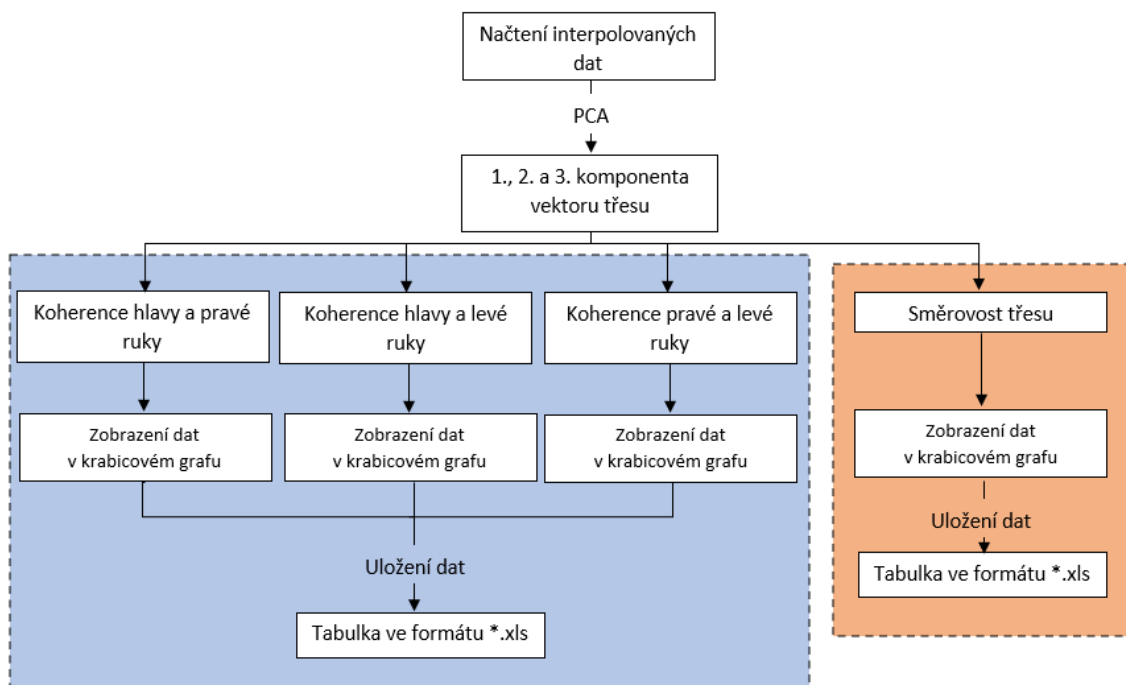 Načtení interpolovaných
dat
PCA
1., 2. a 3. komponenta
vektoru třesu
Koherence hlavy a pravé
ruky
Koherence hlavy a levé
ruky
Koherence pravé a levé
ruky
Směrovost třesu
Zobrazení dat
v krabicovém grafu
Zobrazení dat
v krabicovém grafu
Zobrazení dat
v krabicovém grafu
Zobrazení dat
v krabicovém grafu
Uložení dat
Tabulka ve formátu *.xls
Uložení dat
Tabulka ve formátu *.xls